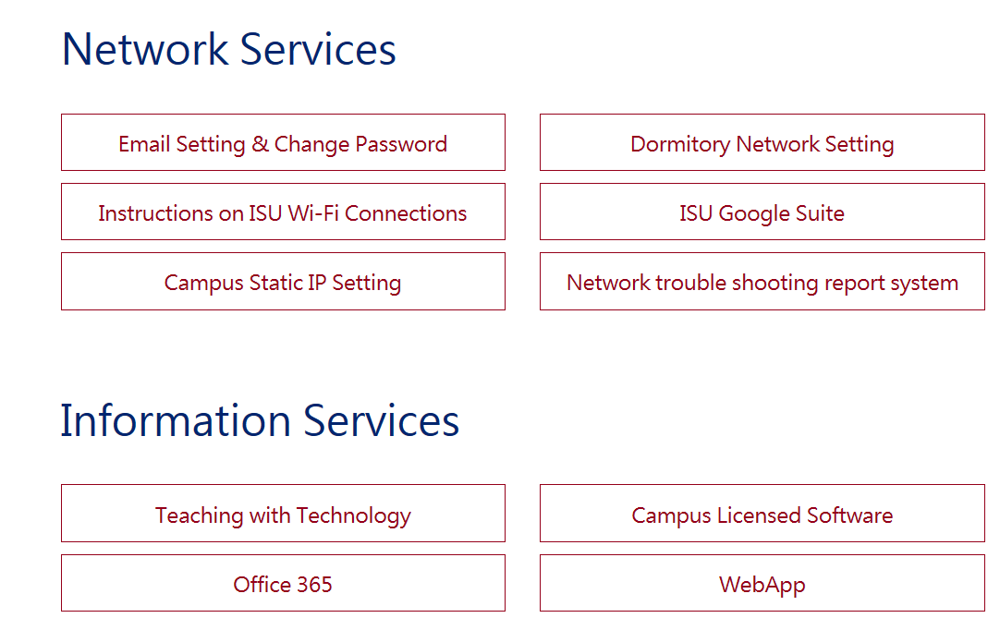 Network Services
Email Setting & Change Password
Dormitory Network Setting
Instructions on ISU Wi-Fi Connections
ISU Google Suite
Campus Static IP Setting
Network trouble shooting report system
Information Services
Teaching with Technology
Campus Licensed Software
Office 365
WebApp